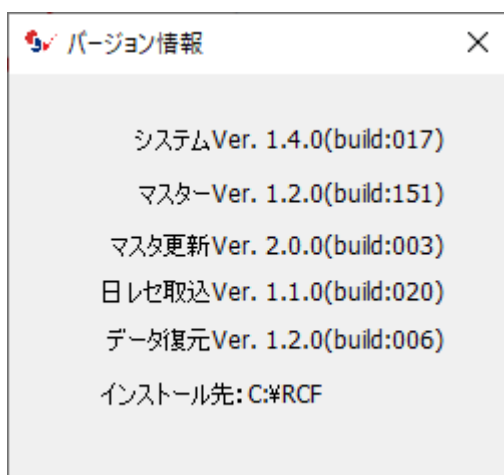 バージョン情報
システムVer. 1.4.0(build:017)
マスターVer. 1.2.0(build:151)
マスタ更新Ver. 2.0.0(build:003)
日レセ取込Ver. 1.1.0(build:020)
データ復元Ver. 1.2.0(build:006)
インストール先: C:¥RCF